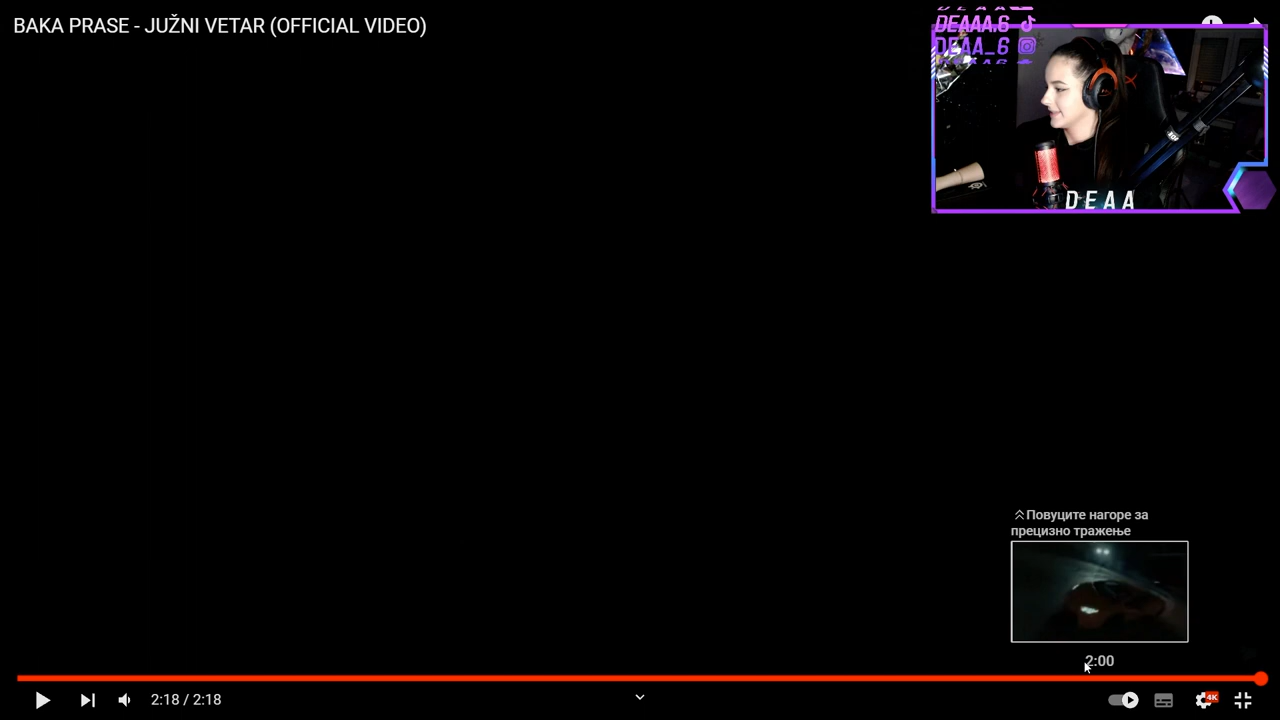 BAKA PRASE - JUŽNI VETAR (OFFICIAL VIDEO)
DEAAA.6
DEAA_6
DEAA
Повуците нагоре за
прецизно тражење
2:00
2:18 / 2:18
4K